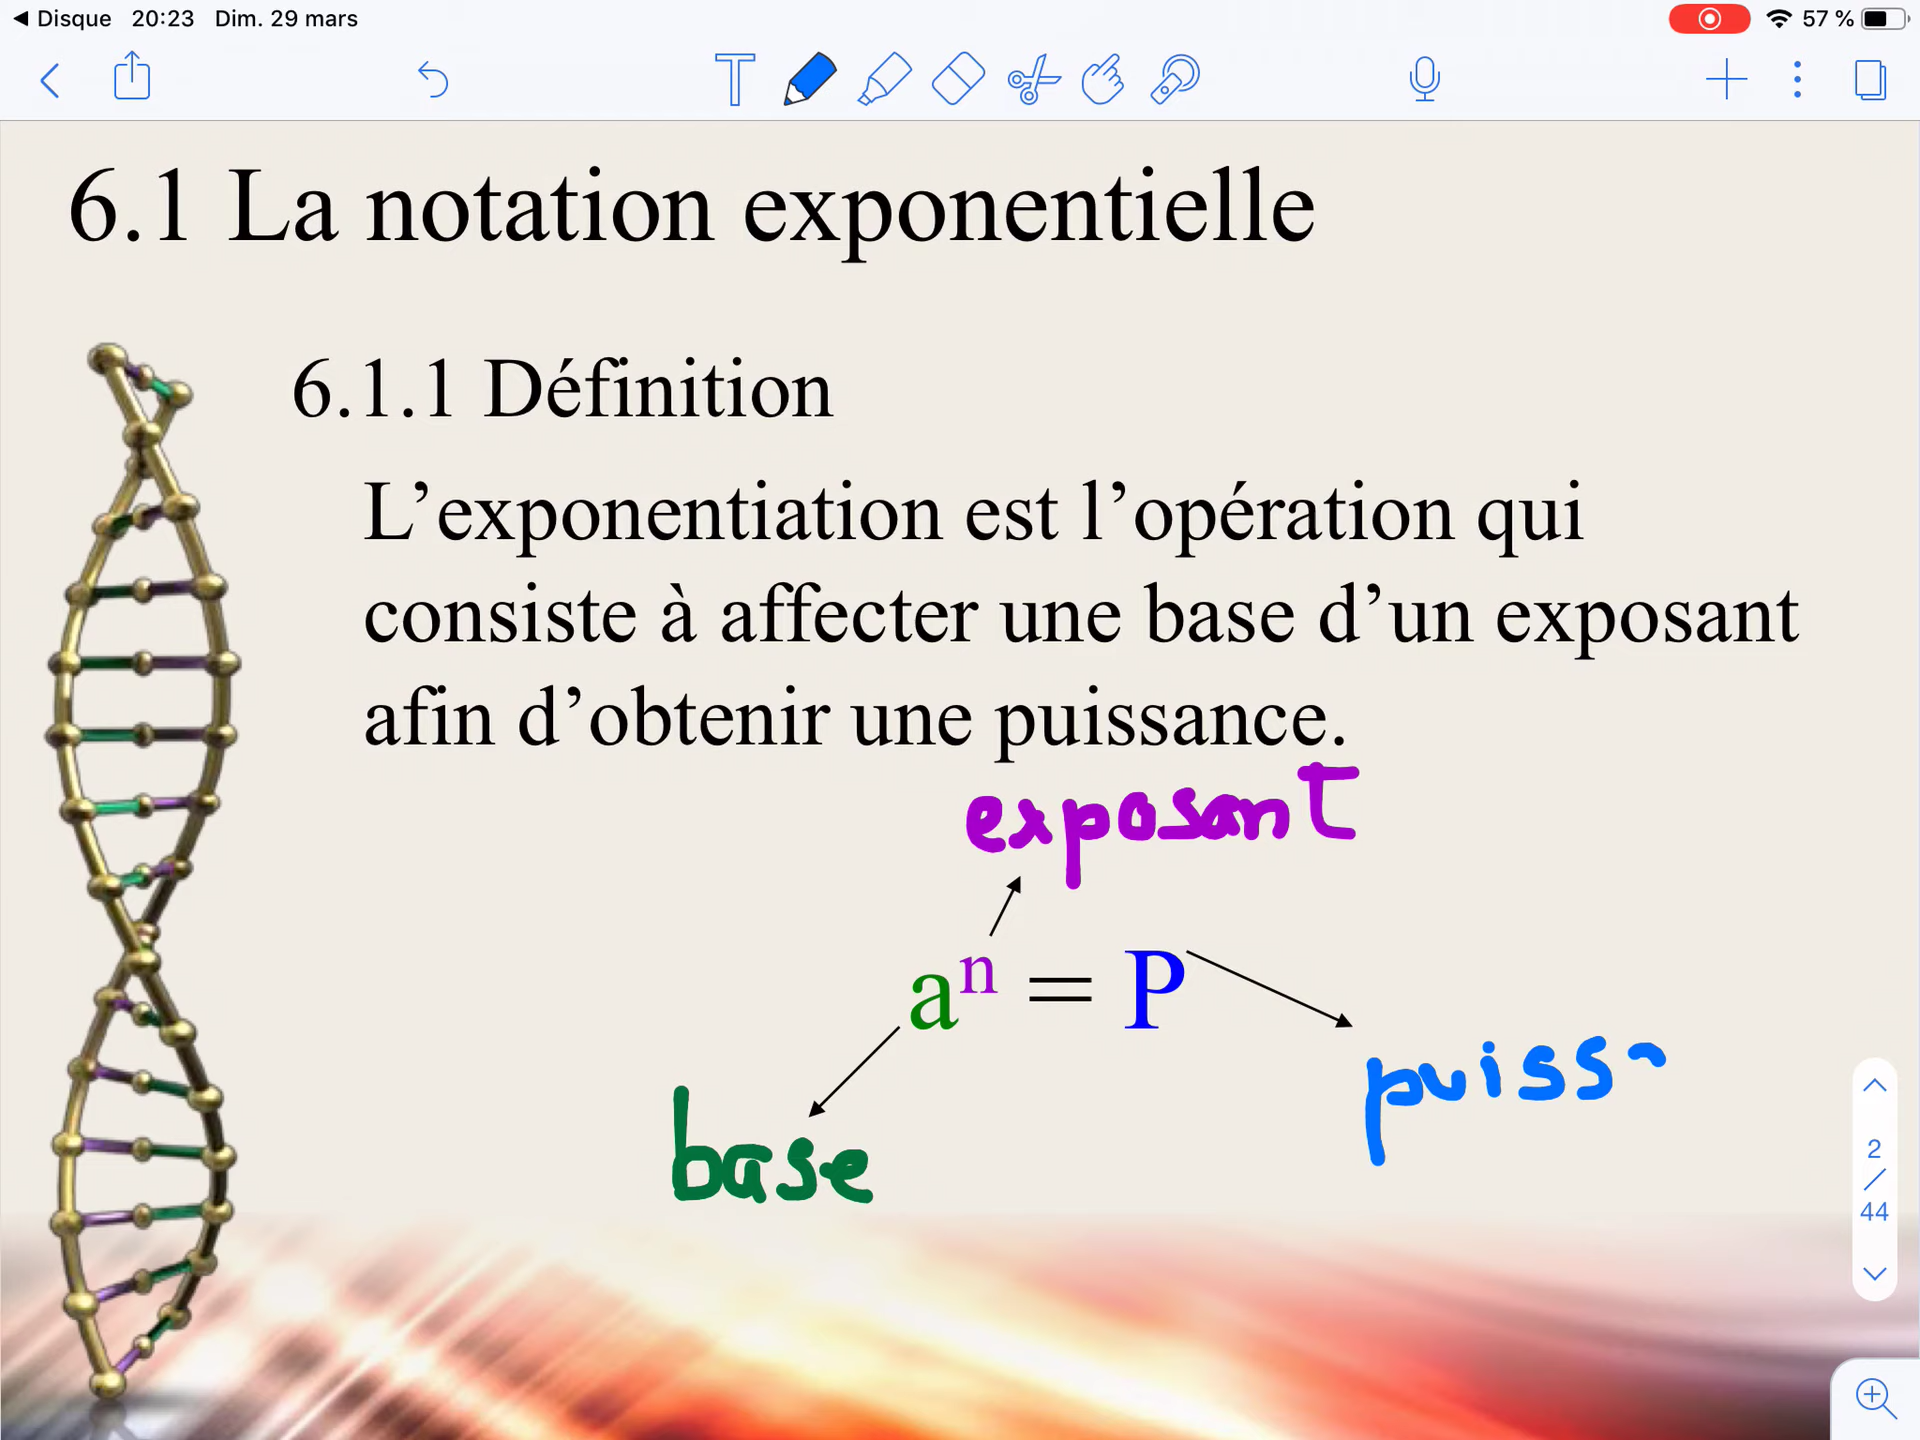 ◀ Disque 20:23 Dim. 29 mars 57 %
6.1 La notation exponentielle
6.1.1 Définition
L’exponentiation est l’opération qui
consiste à affecter une base d’un exposant
afin d’obtenir une puissance.
exposant
aⁿ = P
puiss
base
2
/
44